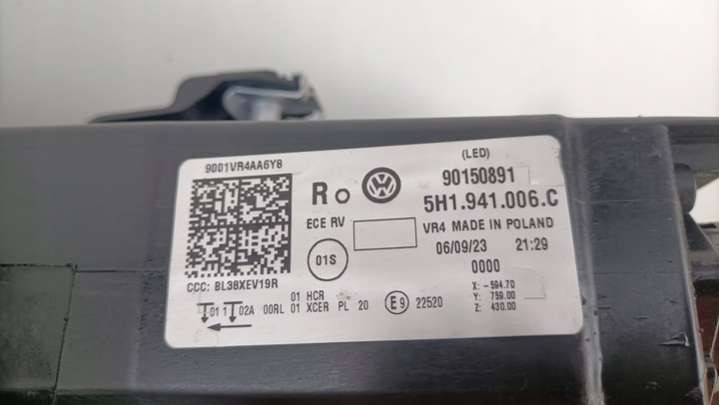 9001VR4AA6Y8
(LED)
R
90150891
5H1.941.006.C
ECE RV
VR4 MADE IN POLAND
01S
06/09/23 21:29
0000
CCC: BL38XEV19R
X: -594.70
Y: 759.00
Z: 430.00
01 HCR
01 1 02A 00RL 01 XCER PL 20 E9 22520